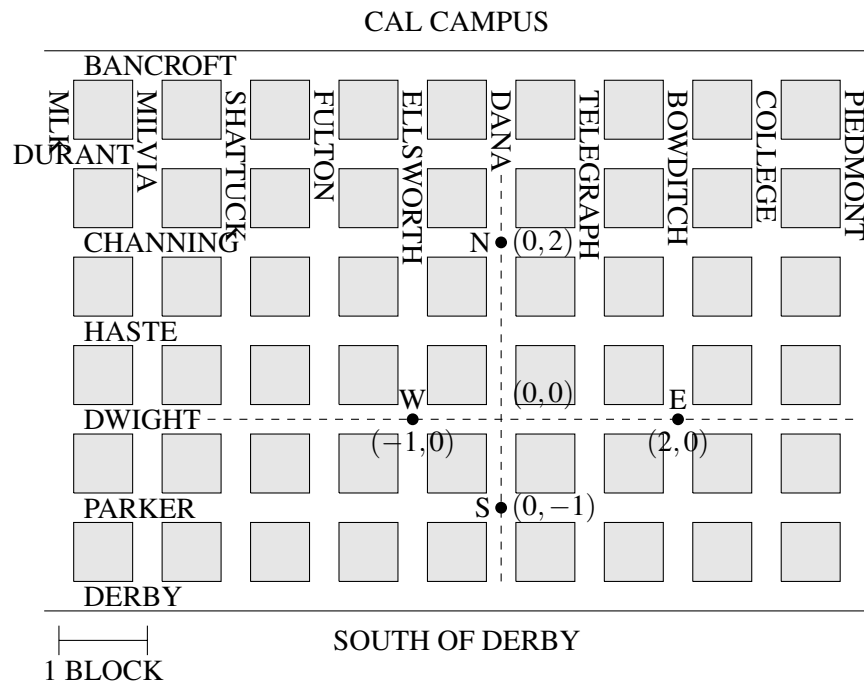 CAL CAMPUS
BANCROFT
MLK
MILVIA
SHATTUCK
FULTON
ELLSWORTH
DANA
TELEGRAPH
BOWDITCH
COLLEGE
PIEDMONT
DURANT
CHANNING
N (0,2)
HASTE
W
(0,0)
E
DWIGHT
(−1,0)
(2,0)
PARKER
S (0,−1)
DERBY
SOUTH OF DERBY
1 BLOCK